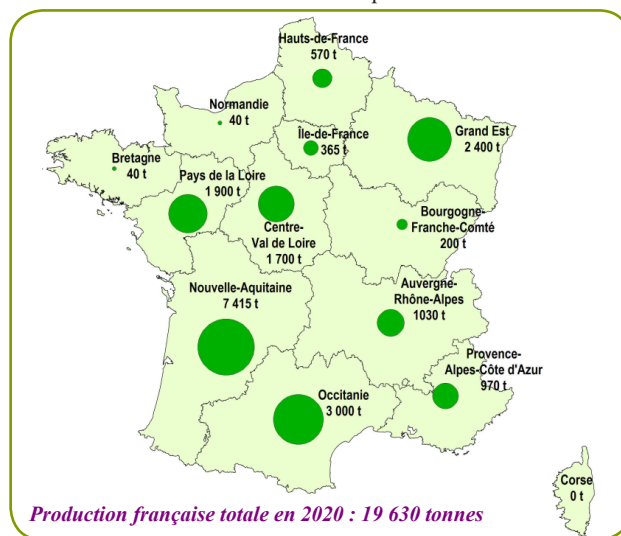 Hauts-de-France
570 t
Normandie
40 t
Île-de-France
365 t
Grand Est
2 400 t
Bretagne
40 t
Pays de la Loire
1 900 t
Centre-
Val de Loire
1 700 t
Bourgogne-
Franche-Comté
200 t
Nouvelle-Aquitaine
7 415 t
Auvergne-
Rhône-Alpes
1030 t
Provence-
Alpes-Côte d'Azur
970 t
Occitanie
3 000 t
Corse
0 t
Production française totale en 2020 : 19 630 tonnes